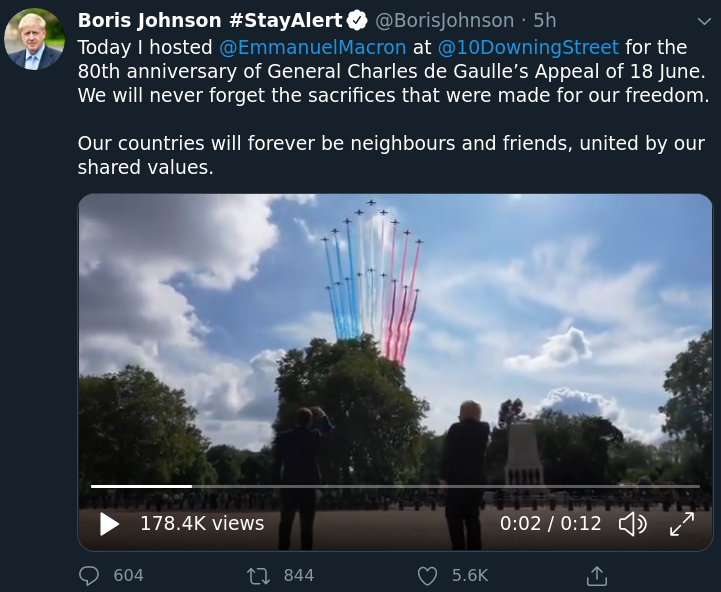 Boris Johnson #StayAlert @BorisJohnson · 5h
Today I hosted @EmmanuelMacron at @10DowningStreet for the
80th anniversary of General Charles de Gaulle’s Appeal of 18 June.
We will never forget the sacrifices that were made for our freedom.
Our countries will forever be neighbours and friends, united by our
shared values.
178.4K views 0:02 / 0:12
604 844 5.6K